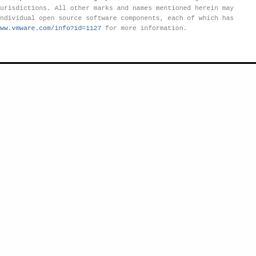 urisdictions. All other marks and names mentioned herein may
ndividual open source software components, each of which has
ww.vmware.com/info?id=1127 for more information.